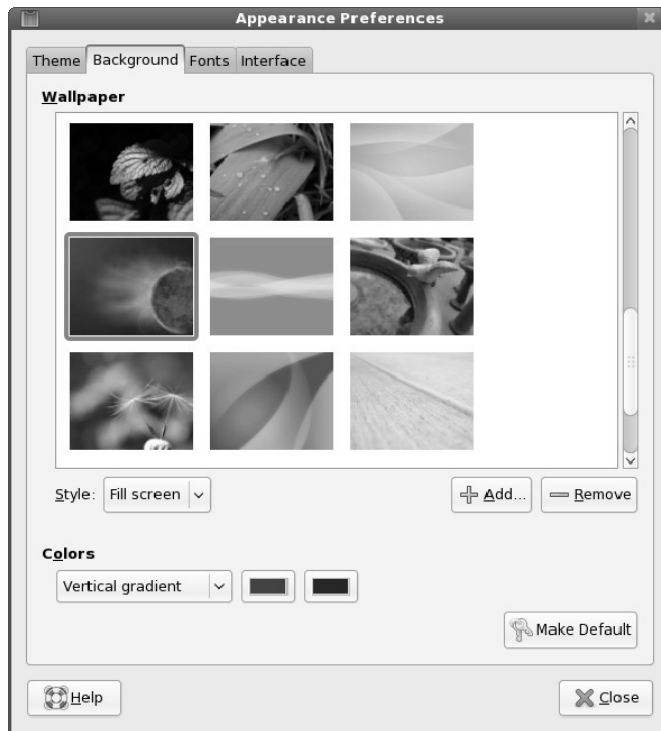 Appearance Preferences
Theme Background Fonts Interface
Wallpaper
Style: Fill screen Add... Remove
Colors
Vertical gradient
Make Default
Help Close